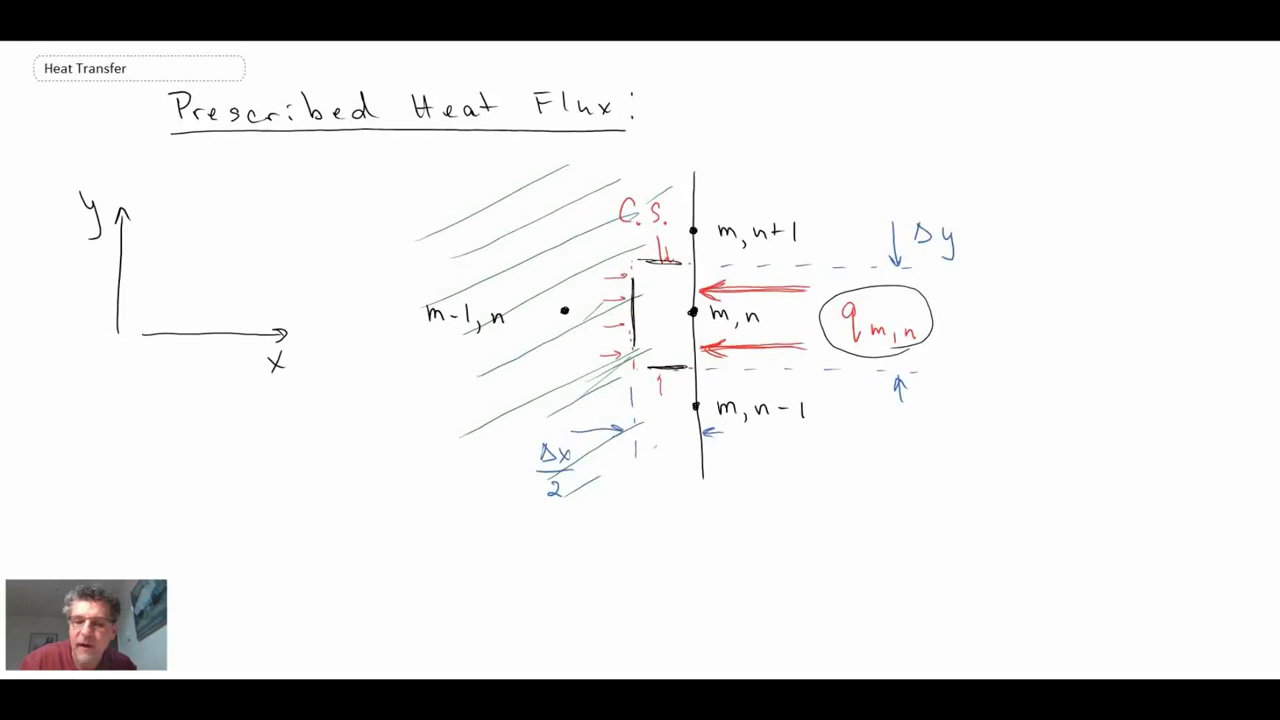 Heat Transfer
Prescribed Heat Flux:
y
x
C.S.
m, n+1
Δy
m-1, n
m, n
q m, n
m, n-1
Δx
2